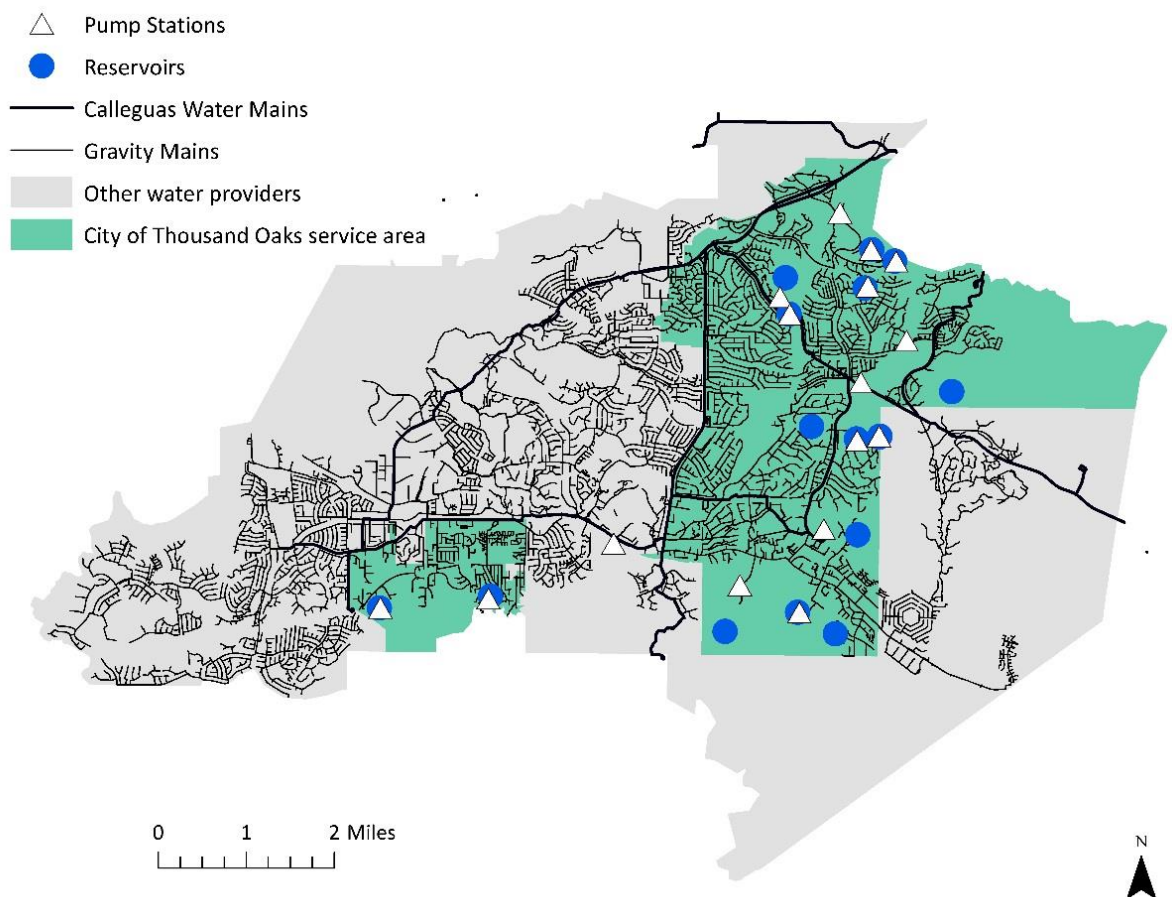 Pump Stations
Reservoirs
Calleguas Water Mains
Gravity Mains
Other water providers
City of Thousand Oaks service area
0 1 2 Miles
N